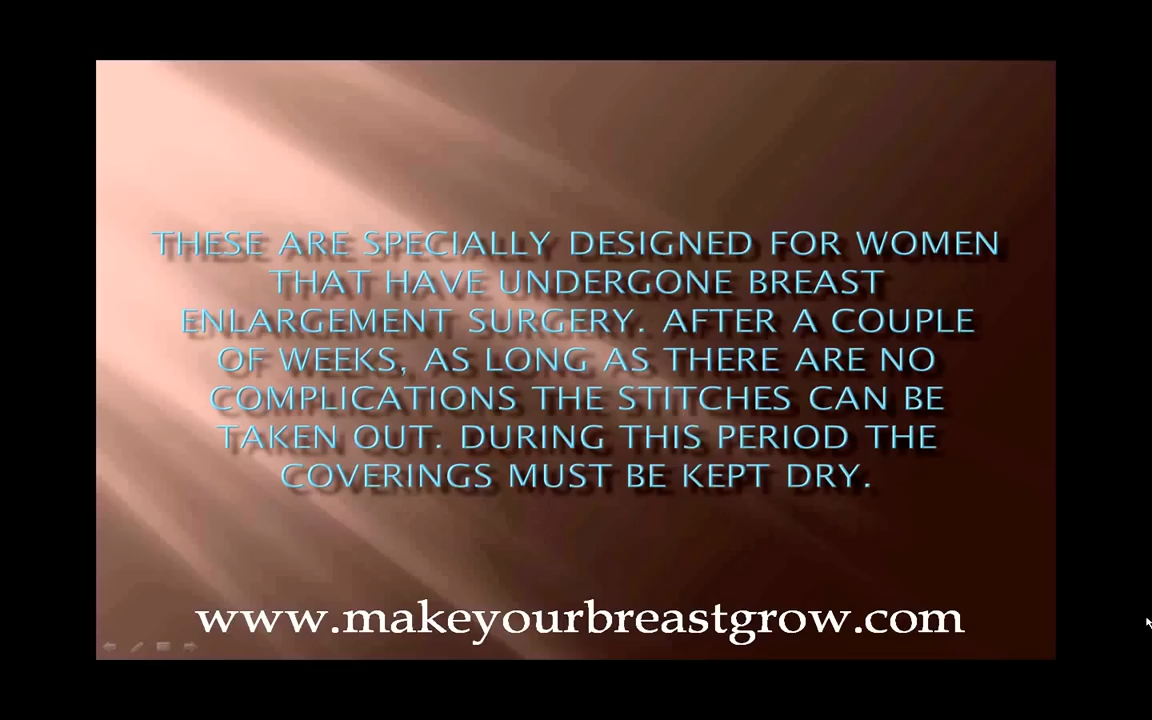 THESE ARE SPECIALLY DESIGNED FOR WOMEN
THAT HAVE UNDERGONE BREAST
ENLARGEMENT SURGERY. AFTER A COUPLE
OF WEEKS, AS LONG AS THERE ARE NO
COMPLICATIONS THE STITCHES CAN BE
TAKEN OUT. DURING THIS PERIOD THE
COVERINGS MUST BE KEPT DRY.
www.makeyourbreastgrow.com